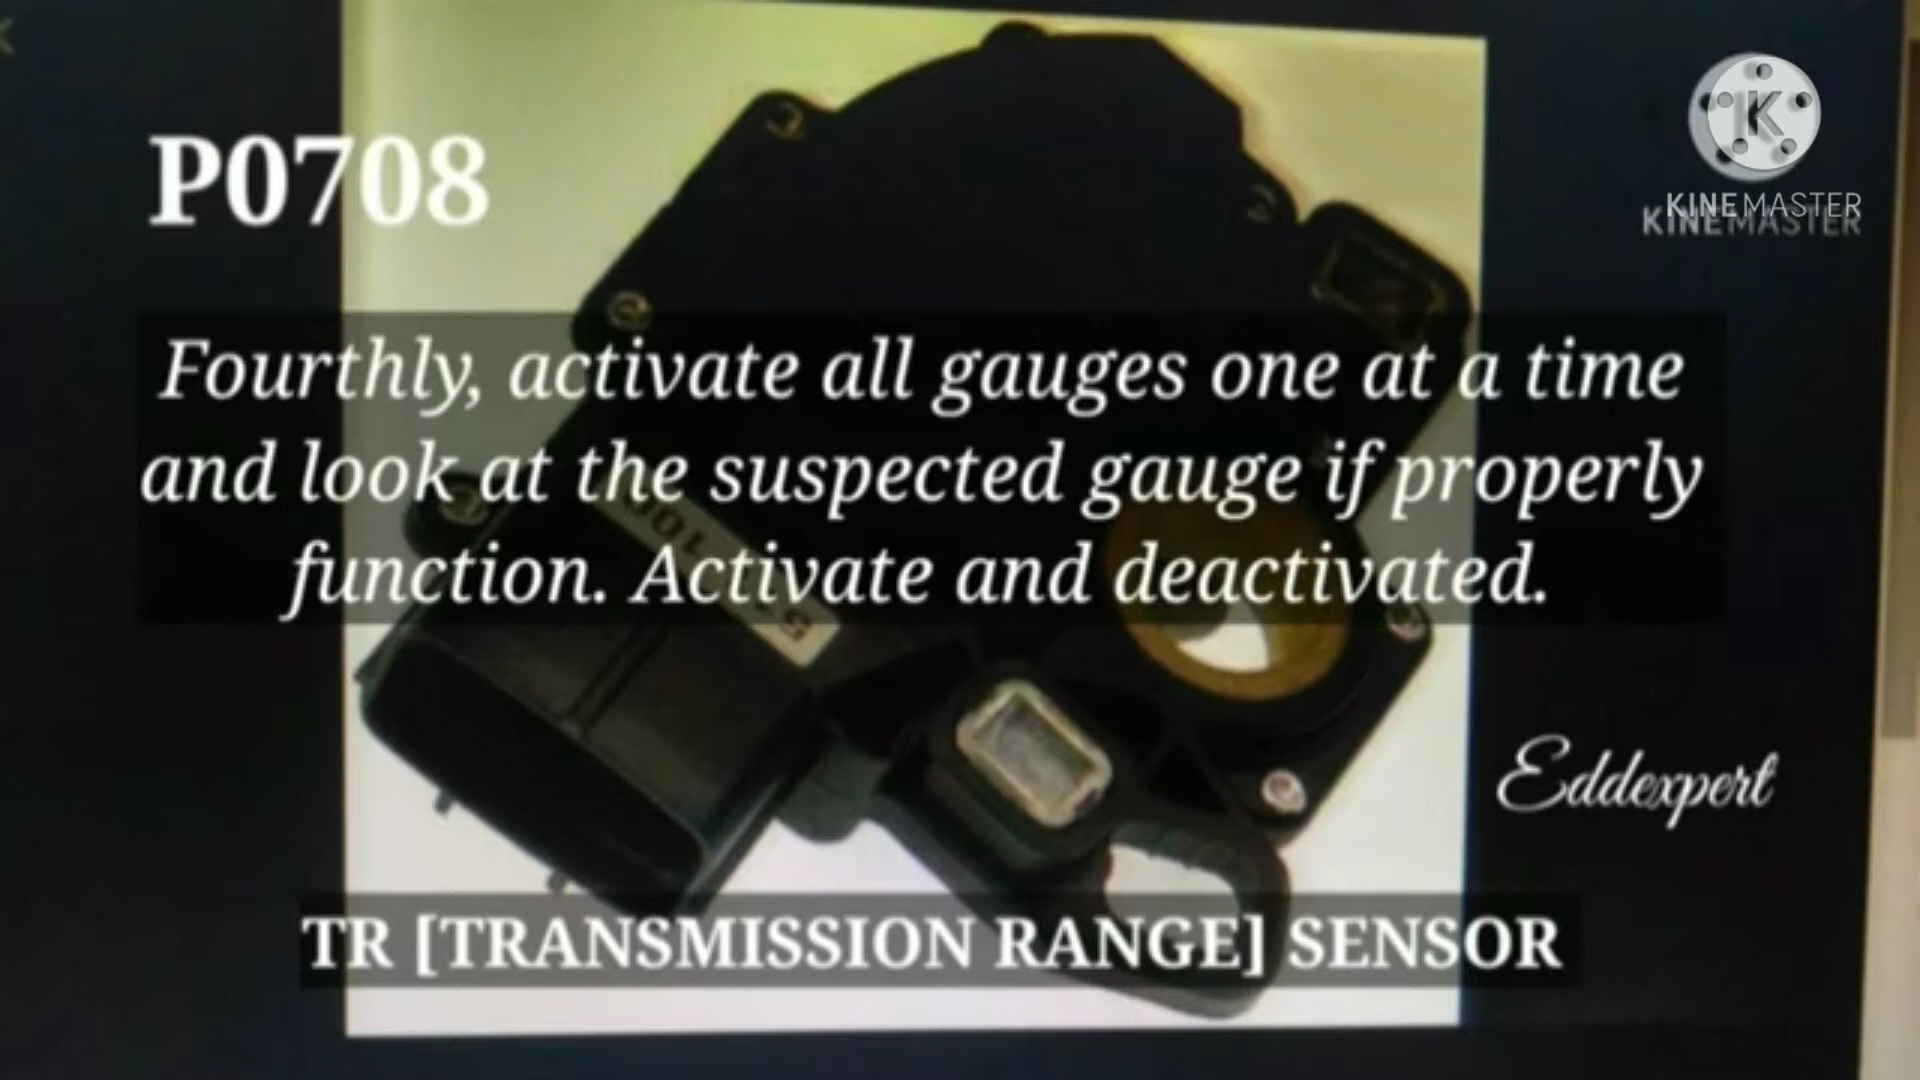 P0708
KINEMASTER
KINEMASTER
Fourthly, activate all gauges one at a time
and look at the suspected gauge if properly
function. Activate and deactivated.
Eddexpert
TR [TRANSMISSION RANGE] SENSOR